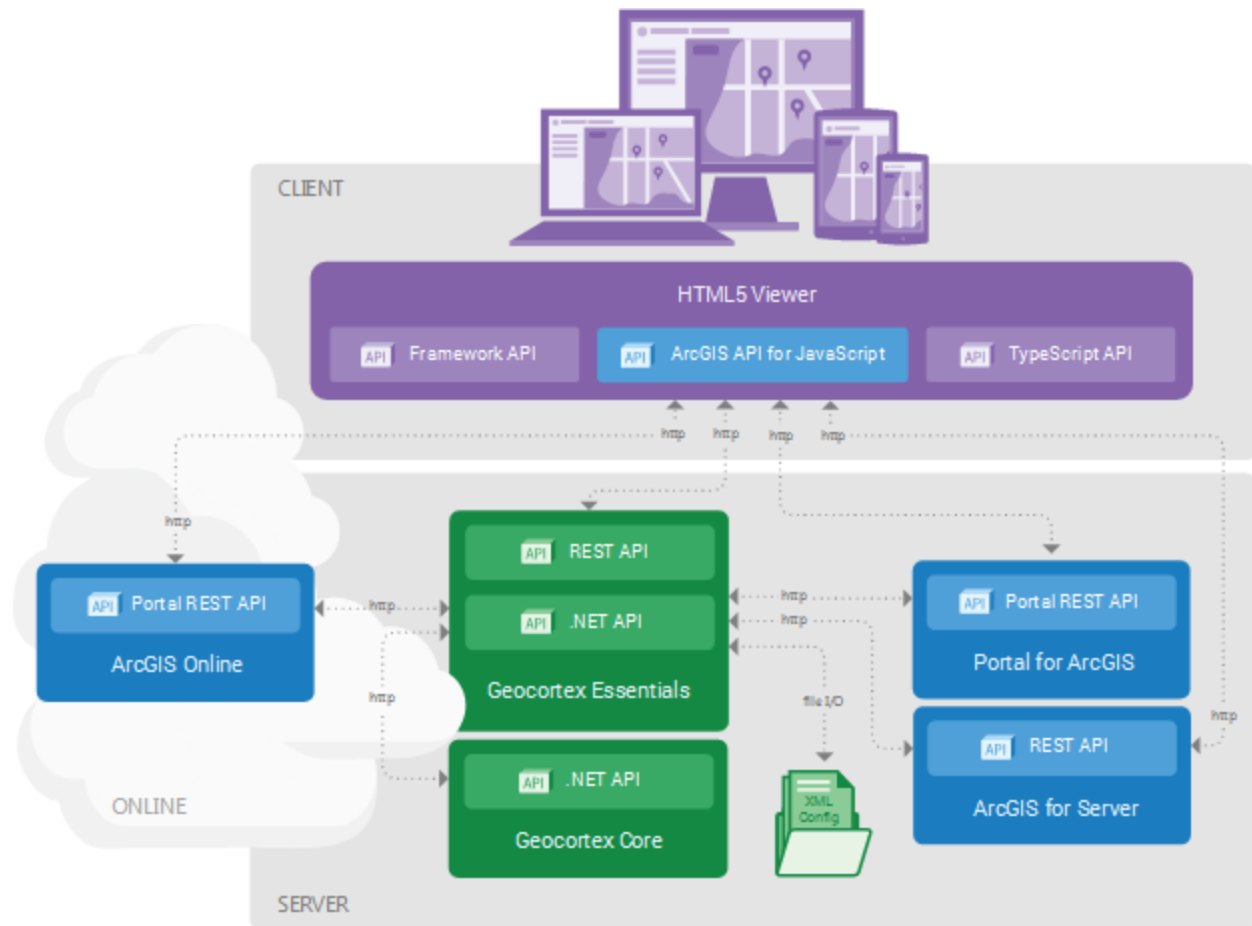 CLIENT
HTML5 Viewer
API Framework API
API ArcGIS API for JavaScript
API TypeScript API
http
http
http
http
http
API REST API
API .NET API
Geocortex Essentials
API Portal REST API
ArcGIS Online
http
http
http
http
API Portal REST API
Portal for ArcGIS
file I/O
http
API REST API
ArcGIS for Server
API .NET API
Geocortex Core
XML
Config
ONLINE
SERVER